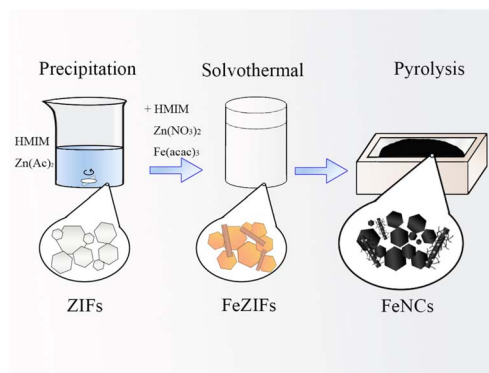 Precipitation
Solvothermal
Pyrolysis
+ HMIM
Zn(NO₃)₂
Fe(acac)₃
HMIM
Zn(Ac)₂
ZIFs
FeZIFs
FeNCs